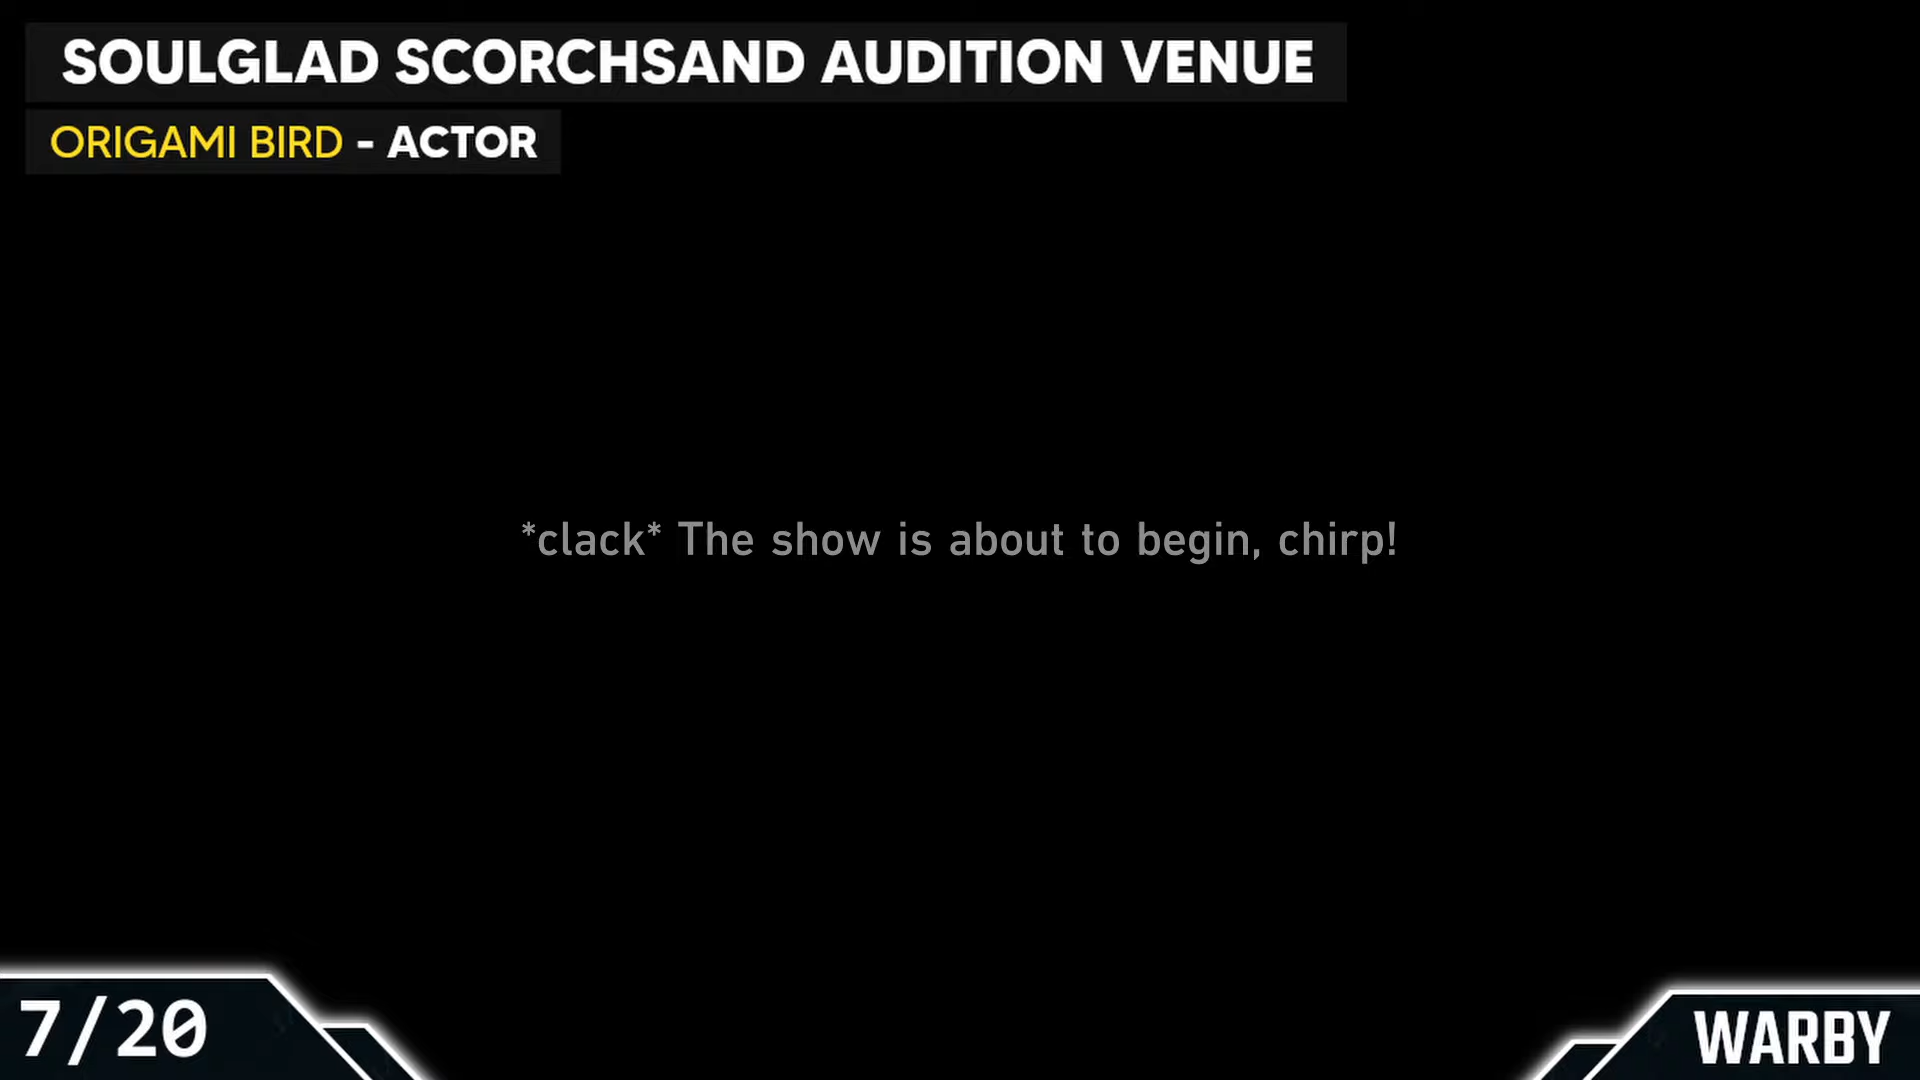 SOULGLAD SCORCHSAND AUDITION VENUE
ORIGAMI BIRD - ACTOR
*clack* The show is about to begin, chirp!
7/20
WARBY